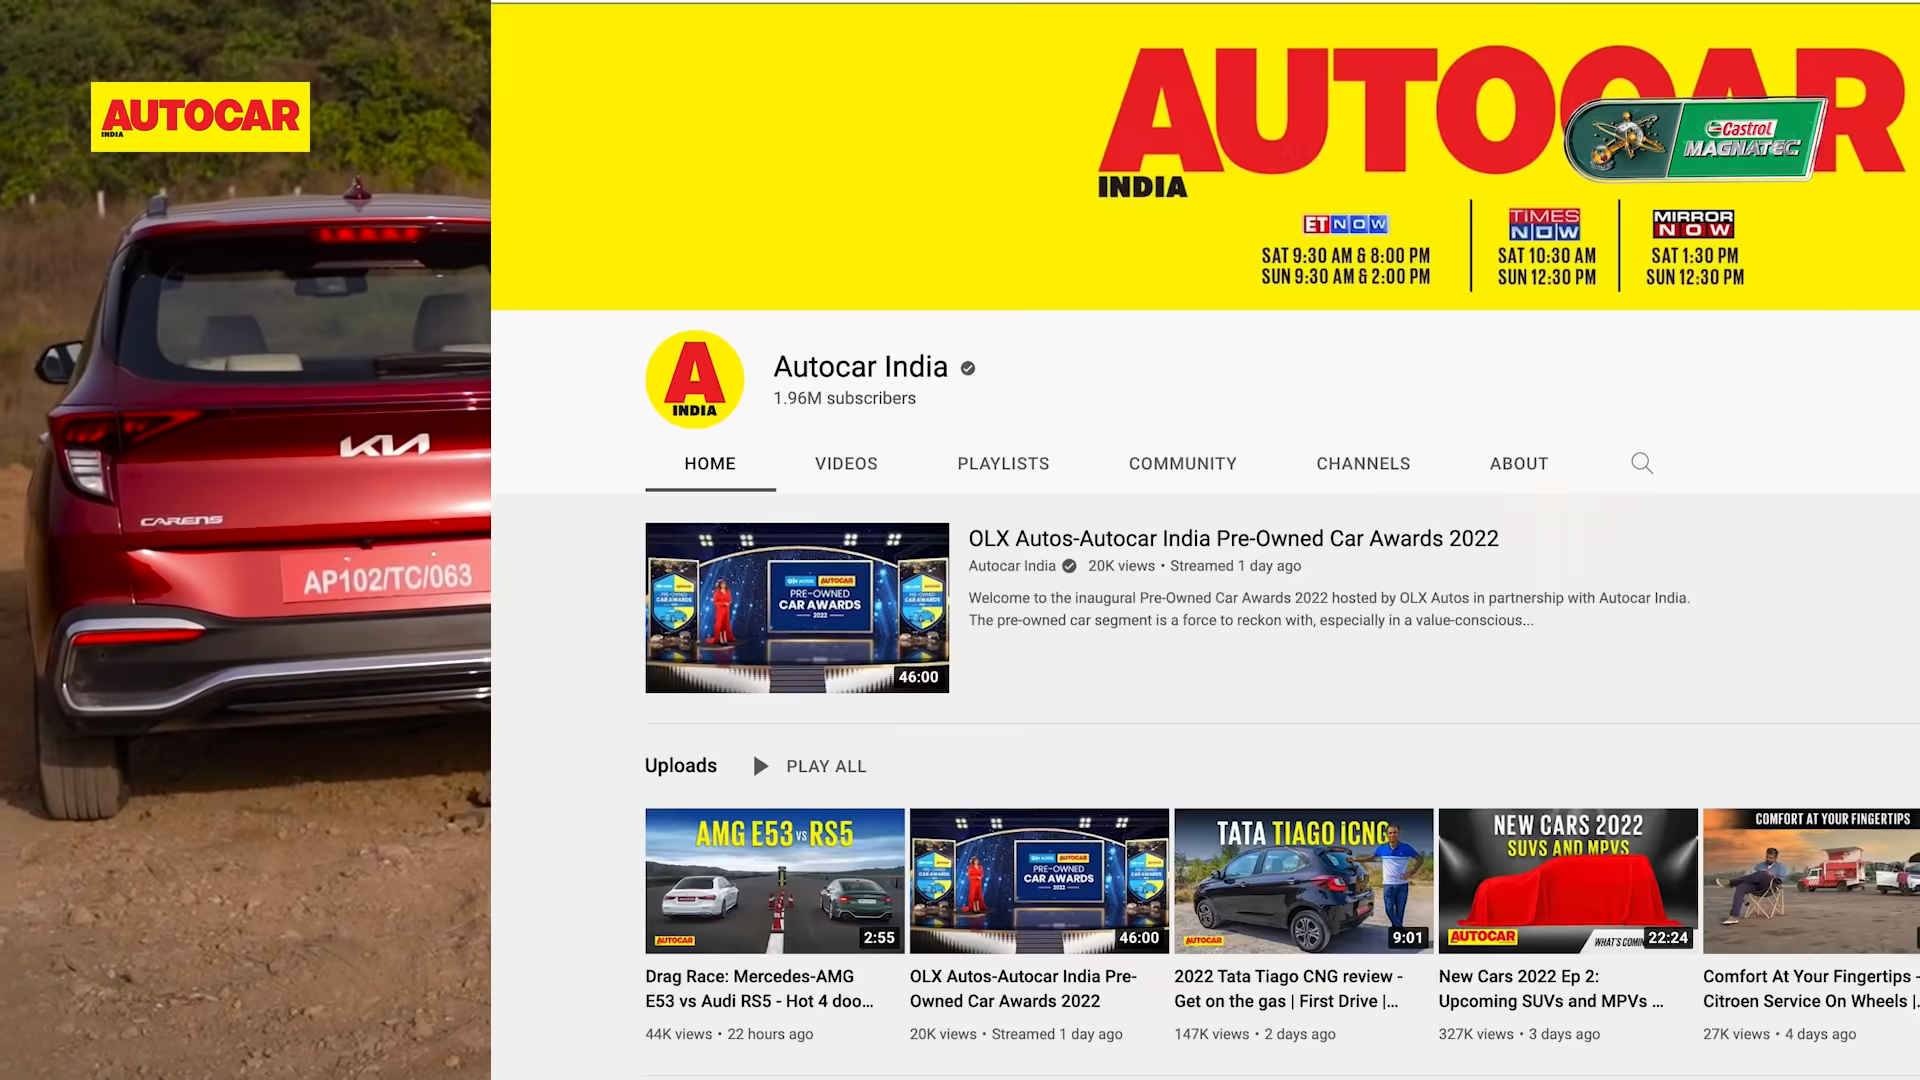 AUTOCAR
INDIA
KIA
CARENS
AP102/TC/063
AUTOCAR
INDIA
Castrol
MAGNATEC
ET NOW
SAT 9:30 AM & 8:00 PM
SUN 9:30 AM & 2:00 PM
TIMES
NOW
SAT 10:30 AM
SUN 12:30 PM
MIRROR
NOW
SAT 1:30 PM
SUN 12:30 PM
A
INDIA
Autocar India
1.96M subscribers
HOME VIDEOS PLAYLISTS COMMUNITY CHANNELS ABOUT
OLX AUTOS AUTOCAR
PRE-OWNED
CAR AWARDS
2022
46:00
OLX Autos-Autocar India Pre-Owned Car Awards 2022
Autocar India 20K views • Streamed 1 day ago
Welcome to the inaugural Pre-Owned Car Awards 2022 hosted by OLX Autos in partnership with Autocar India.
The pre-owned car segment is a force to reckon with, especially in a value-conscious...
Uploads PLAY ALL
AMG E53 VS RS5
AUTOCAR
2:55
Drag Race: Mercedes-AMG
E53 vs Audi RS5 - Hot 4 doo...
44K views • 22 hours ago
AUTOCAR
PRE-OWNED
CAR AWARDS
2022
46:00
OLX Autos-Autocar India Pre-
Owned Car Awards 2022
20K views • Streamed 1 day ago
TATA TIAGO iCNG
AUTOCAR
9:01
2022 Tata Tiago CNG review -
Get on the gas | First Drive |...
147K views • 2 days ago
NEW CARS 2022
SUVS AND MPVS
AUTOCAR
WHAT'S
22:24
New Cars 2022 Ep 2:
Upcoming SUVs and MPVs ...
327K views • 3 days ago
COMFORT AT YOUR FINGERTIPS
Comfort At Your Fingertips -
Citroen Service On Wheels |
27K views • 4 days ago